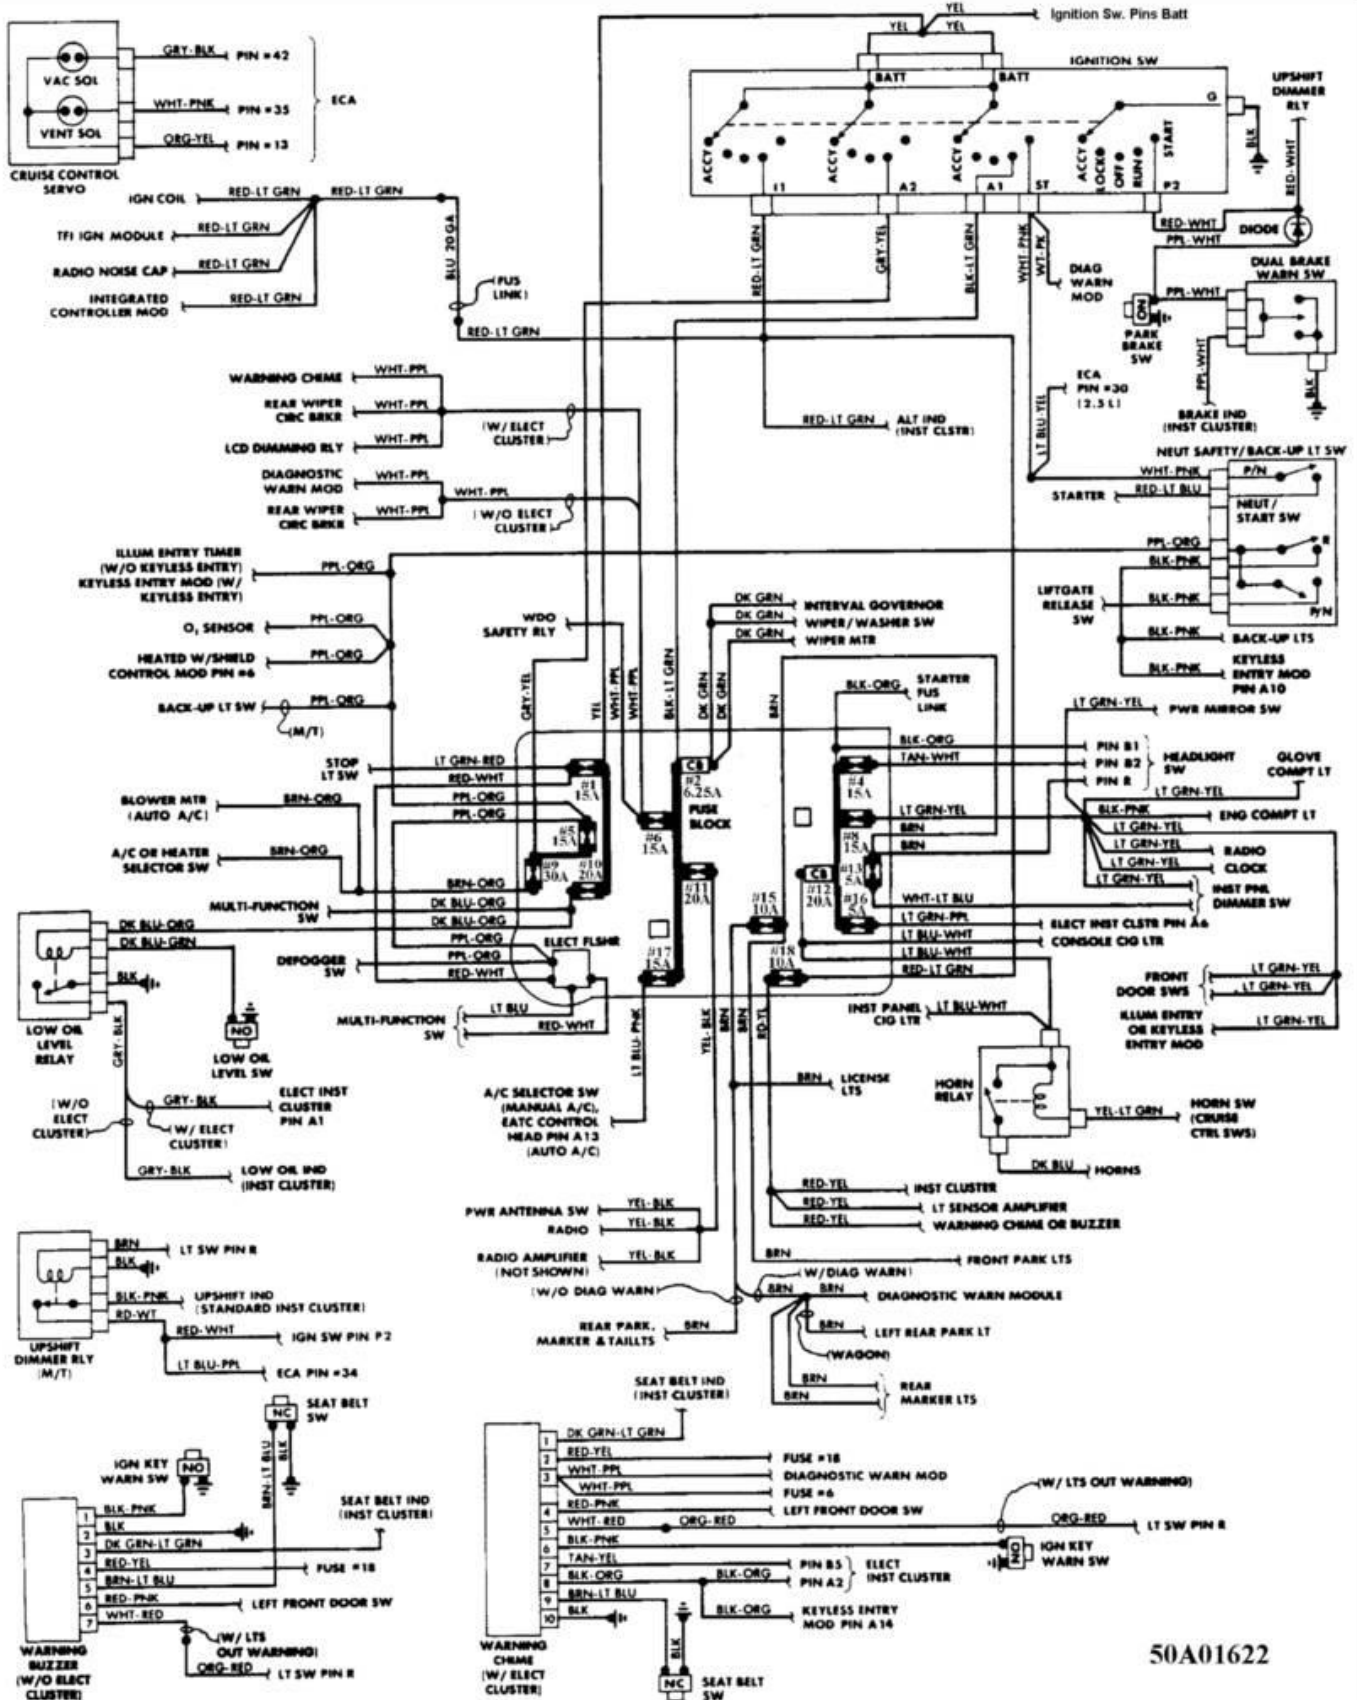 YEL
YEL
YEL
Ignition Sw. Pins Batt
BATT
BATT
IGNITION SW
UPSHIFT
DIMMER
RLY
G
BLK
RED-WHT
ACCY
ACCY
ACCY
ACCY
LOCK
OFF
RUN
START
I1
A2
A1
ST
P2
RED-WHT
PPL-WHT
DIODE
VAC SOL
VENT SOL
GRY-BLK
PIN #42
WHT-PNK
PIN #35
ORG-YEL
PIN #13
ECA
CRUISE CONTROL
SERVO
IGN COIL
RED-LT GRN
RED-LT GRN
TFI IGN MODULE
RED-LT GRN
RADIO NOISE CAP
RED-LT GRN
INTEGRATED
CONTROLLER MOD
RED-LT GRN
BLU 20 GA
(FUS
LINK)
RED-LT GRN
RED-LT GRN
GRY-YEL
BLK-LT GRN
WHT-PNK
WT-PK
DIAG
WARN
MOD
ON
PARK
BRAKE
SW
DUAL BRAKE
WARN SW
PPL-WHT
PPL-WHT
BLK
BRAKE IND
(INST CLUSTER)
ECA
PIN #30
(2.5 L)
LT BLU-YEL
RED-LT GRN
ALT IND
(INST CLSTR)
WARNING CHIME
WHT-PPL
REAR WIPER
CIRC BRKR
WHT-PPL
LCD DIMMING RLY
WHT-PPL
(W/ ELECT
CLUSTER)
DIAGNOSTIC
WARN MOD
WHT-PPL
WHT-PPL
REAR WIPER
CIRC BRKR
WHT-PPL
(W/O ELECT
CLUSTER)
NEUT SAFETY/BACK-UP LT SW
WHT-PNK
P/N
STARTER
RED-LT BLU
NEUT/
START SW
PPL-ORG
R
BLK-PNK
LIFTGATE
RELEASE
SW
BLK-PNK
P/N
BLK-PNK
BACK-UP LTS
BLK-PNK
KEYLESS
ENTRY MOD
PIN A10
ILLUM ENTRY TIMER
(W/O KEYLESS ENTRY)
KEYLESS ENTRY MOD (W/
KEYLESS ENTRY)
PPL-ORG
O, SENSOR
PPL-ORG
HEATED W/SHIELD
CONTROL MOD PIN #6
PPL-ORG
BACK-UP LT SW
PPL-ORG
(M/T)
WDO
SAFETY RLY
DK GRN
INTERVAL GOVERNOR
DK GRN
WIPER/WASHER SW
DK GRN
WIPER MTR
GRY-YEL
YEL
WHT-PPL
WHT-PPL
BLK-LT GRN
DK GRN
DK GRN
BRN
BLK-ORG
STARTER
FUS
LINK
LT GRN-YEL
PWR MIRROR SW
BLK-ORG
PIN B1
TAN-WHT
PIN B2
PIN R
HEADLIGHT
SW
GLOVE
COMPT LT
STOP
LT SW
LT GRN-RED
RED-WHT
PPL-ORG
PPL-ORG
BLOWER MTR
(AUTO A/C)
BRN-ORG
A/C OR HEATER
SELECTOR SW
BRN-ORG
BRN-ORG
MULTI-FUNCTION
SW
DK BLU-ORG
DK BLU-ORG
PPL-ORG
DEFOGGER
SW
PPL-ORG
RED-WHT
ELECT FLSHR
#1
15A
#5
15A
#9
30A
#10
20A
#6
15A
CB
#2
6.25A
FUSE
BLOCK
#11
20A
#17
15A
#4
15A
#8
15A
#13
5A
CB
#12
20A
#16
5A
#15
10A
#18
10A
LT GRN-YEL
BRN
BRN
LT GRN-YEL
BLK-PNK
ENG COMPT LT
LT GRN-YEL
LT GRN-YEL
RADIO
LT GRN-YEL
CLOCK
LT GRN-YEL
INST PNL
DIMMER SW
WHT-LT BLU
LT GRN-PPL
ELECT INST CLSTR PIN A6
LT BLU-WHT
CONSOLE CIG LTR
LT BLU-WHT
RED-LT GRN
FRONT
DOOR SWS
LT GRN-YEL
LT GRN-YEL
ILLUM ENTRY
OR KEYLESS
ENTRY MOD
LT GRN-YEL
INST PANEL
CIG LTR
LT BLU-WHT
DK BLU-ORG
DK BLU-GRN
BLK
GRY-BLK
LOW OIL
LEVEL
RELAY
NO
LOW OIL
LEVEL SW
MULTI-FUNCTION
SW
LT BLU
RED-WHT
LT BLU-PNK
YEL-BLK
BRN
BRN
RD-YL
HORN
RELAY
YEL-LT GRN
HORN SW
(CRUISE
CTRL SWS)
DK BLU
HORNS
BRN
LICENSE
LTS
(W/O
ELECT
CLUSTER)
GRY-BLK
ELECT INST
CLUSTER
PIN A1
(W/ ELECT
CLUSTER)
GRY-BLK
LOW OIL IND
(INST CLUSTER)
A/C SELECTOR SW
(MANUAL A/C),
EATC CONTROL
HEAD PIN A13
(AUTO A/C)
RED-YEL
INST CLUSTER
RED-YEL
LT SENSOR AMPLIFIER
RED-YEL
WARNING CHIME OR BUZZER
PWR ANTENNA SW
YEL-BLK
RADIO
YEL-BLK
RADIO AMPLIFIER
(NOT SHOWN)
YEL-BLK
BRN
FRONT PARK LTS
(W/O DIAG WARN)
(W/DIAG WARN)
BRN
BRN
DIAGNOSTIC WARN MODULE
REAR PARK,
MARKER & TAILLTS
BRN
BRN
LEFT REAR PARK LT
(WAGON)
BRN
BRN
REAR
MARKER LTS
BRN
LT SW PIN R
BLK
BLK-PNK
UPSHIFT IND
(STANDARD INST CLUSTER)
RD-WT
RED-WHT
IGN SW PIN P2
LT BLU-PPL
ECA PIN #34
UPSHIFT
DIMMER RLY
(M/T)
NC
SEAT BELT
SW
BRN-LT BLU
BLK
IGN KEY
WARN SW
NO
SEAT BELT IND
(INST CLUSTER)
1
BLK-PNK
2
BLK
3
DK GRN-LT GRN
4
RED-YEL
FUSE #18
5
BRN-LT BLU
6
RED-PNK
LEFT FRONT DOOR SW
7
WHT-RED
(W/ LTS
OUT WARNING)
ORG-RED
LT SW PIN R
WARNING
BUZZER
(W/O ELECT
CLUSTER)
SEAT BELT IND
(INST CLUSTER)
1
DK GRN-LT GRN
2
RED-YEL
FUSE #18
3
WHT-PPL
DIAGNOSTIC WARN MOD
WHT-PPL
FUSE #6
4
RED-PNK
LEFT FRONT DOOR SW
5
WHT-RED
ORG-RED
(W/ LTS OUT WARNING)
ORG-RED
LT SW PIN R
6
BLK-PNK
NO
IGN KEY
WARN SW
7
TAN-YEL
PIN B5
8
BLK-ORG
BLK-ORG
PIN A2
ELECT
INST CLUSTER
9
BRN-LT BLU
BLK-ORG
KEYLESS ENTRY
MOD PIN A14
10
BLK
BLK
NC
SEAT BELT
SW
WARNING
CHIME
(W/ ELECT
CLUSTER)
50A01622